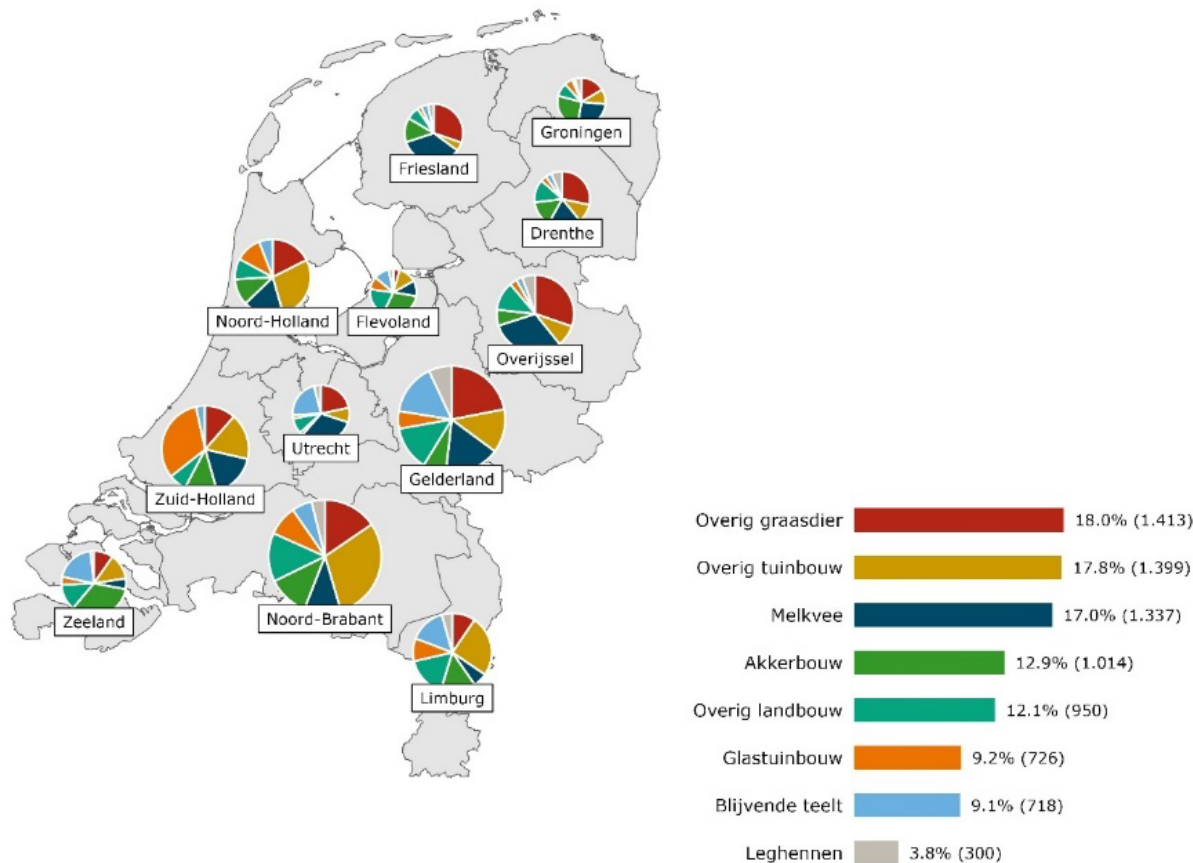 Groningen
Friesland
Drenthe
Noord-Holland
Flevoland
Overijssel
Utrecht
Gelderland
Zuid-Holland
Zeeland
Noord-Brabant
Limburg
Overig graasdier 18.0% (1.413)
Overig tuinbouw 17.8% (1.399)
Melkvee 17.0% (1.337)
Akkerbouw 12.9% (1.014)
Overig landbouw 12.1% (950)
Glastuinbouw 9.2% (726)
Blijvende teelt 9.1% (718)
Leghennen 3.8% (300)